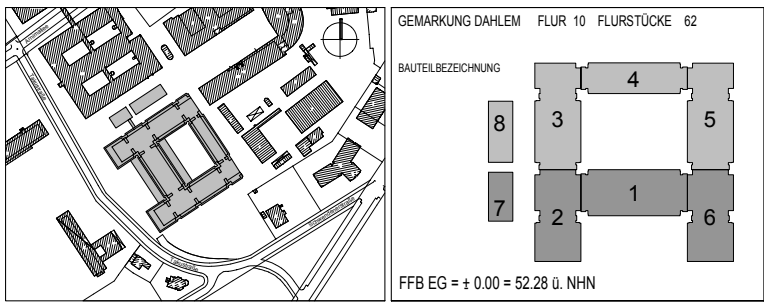 GEMARKUNG DAHLEM FLUR 10 FLURSTÜCKE 62
BAUTEILBEZEICHNUNG
4
8
3
5
7
2
1
6
FFB EG = ± 0.00 = 52.28 ü. NHN